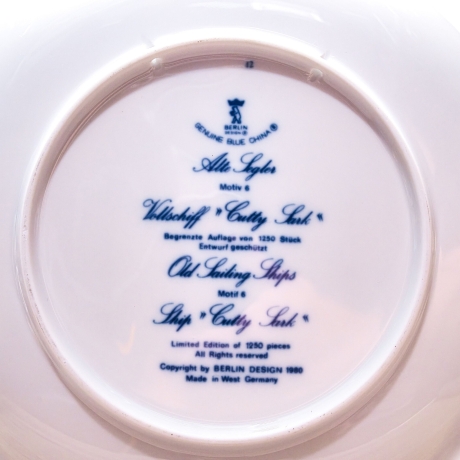 12
BERLIN
DESIGN ®
GENUINE BLUE CHINA ®
Alte Segler
Motiv 6
Vollschiff "Cutty Sark"
Begrenzte Auflage von 1250 Stück
Entwurf geschützt
Old Sailing Ships
Motif 6
Ship "Cutty Sark"
Limited Edition of 1250 pieces
All Rights reserved
Copyright by BERLIN DESIGN 1980
Made in West Germany